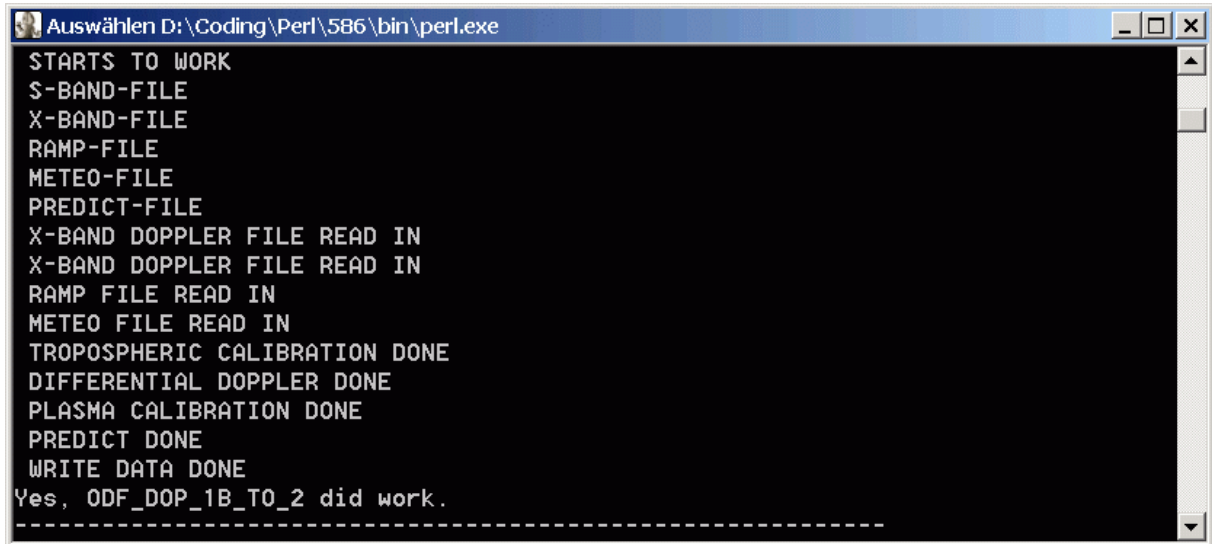 Auswählen D:\Coding\Perl\586\bin\perl.exe
STARTS TO WORK
S-BAND-FILE
X-BAND-FILE
RAMP-FILE
METEO-FILE
PREDICT-FILE
X-BAND DOPPLER FILE READ IN
X-BAND DOPPLER FILE READ IN
RAMP FILE READ IN
METEO FILE READ IN
TROPOSPHERIC CALIBRATION DONE
DIFFERENTIAL DOPPLER DONE
PLASMA CALIBRATION DONE
PREDICT DONE
WRITE DATA DONE
Yes, ODF_DOP_1B_TO_2 did work.
------------------------------------------------------------